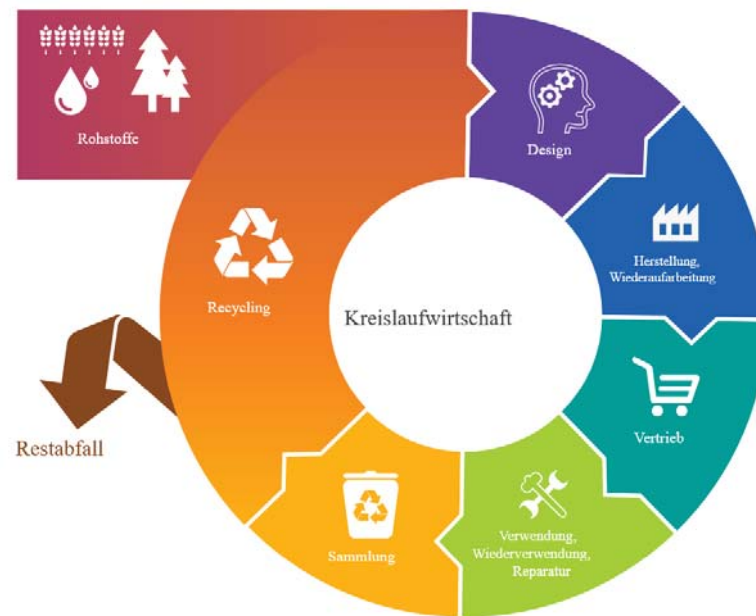 Rohstoffe
Design
Herstellung,
Wiederaufarbeitung
Recycling
Kreislaufwirtschaft
Vertrieb
Restabfall
Sammlung
Verwendung,
Wiederverwendung,
Reparatur